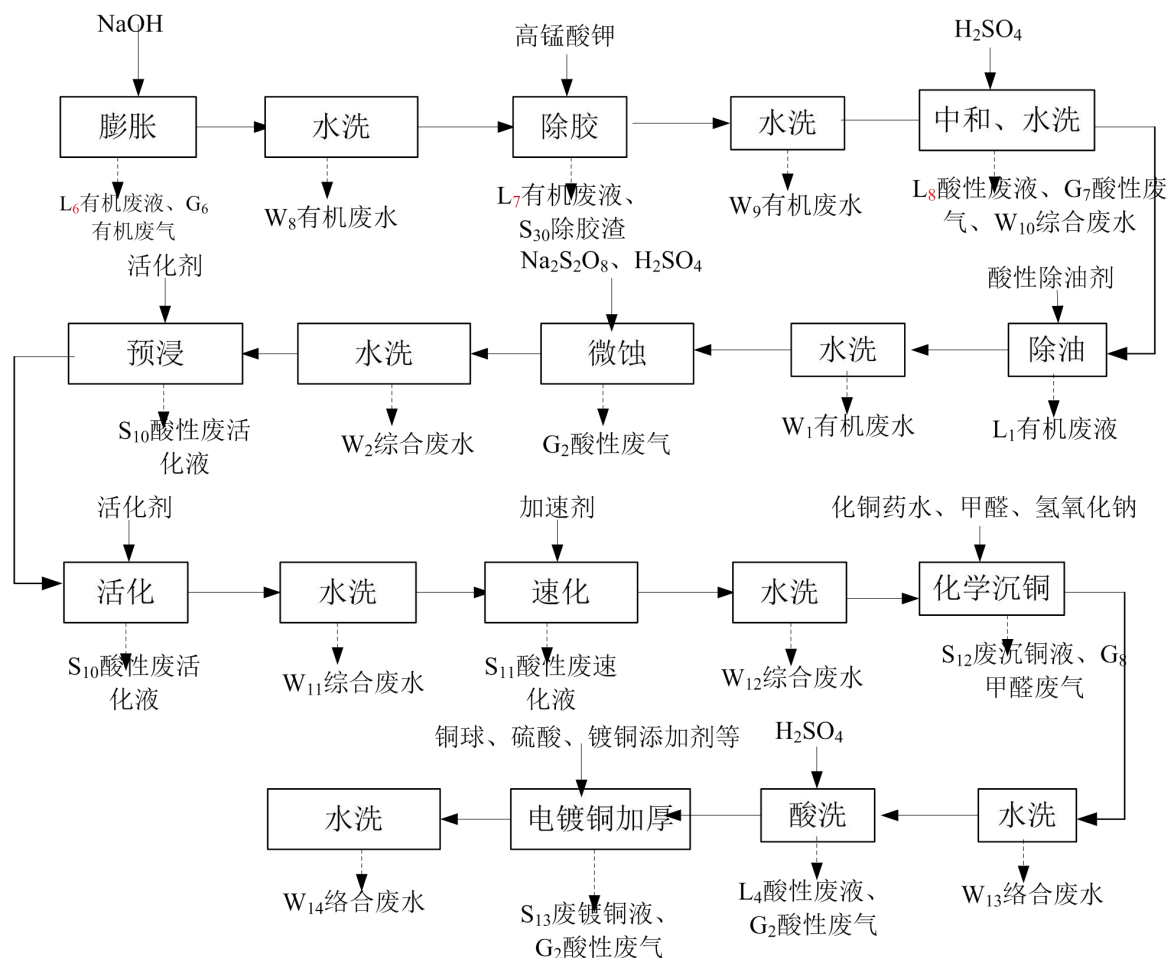 NaOH
高锰酸钾
H₂SO₄
膨胀
水洗
除胶
水洗
中和、水洗
L₆有机废液、G₆
有机废气
W₈有机废水
L₇有机废液、
S₃₀除胶渣
W₉有机废水
L₈酸性废液、G₇酸性废
气、W₁₀综合废水
活化剂
Na₂S₂O₈、H₂SO₄
酸性除油剂
预浸
水洗
微蚀
水洗
除油
S₁₀酸性废活
化液
W₂综合废水
G₂酸性废气
W₁有机废水
L₁有机废液
活化剂
加速剂
化铜药水、甲醛、氢氧化钠
活化
水洗
速化
水洗
化学沉铜
S₁₀酸性废活
化液
W₁₁综合废水
S₁₁酸性废速
化液
W₁₂综合废水
S₁₂废沉铜液、G₈
甲醛废气
铜球、硫酸、镀铜添加剂等
H₂SO₄
水洗
电镀铜加厚
酸洗
水洗
W₁₄络合废水
S₁₃废镀铜液、
G₂酸性废气
L₄酸性废液、
G₂酸性废气
W₁₃络合废水